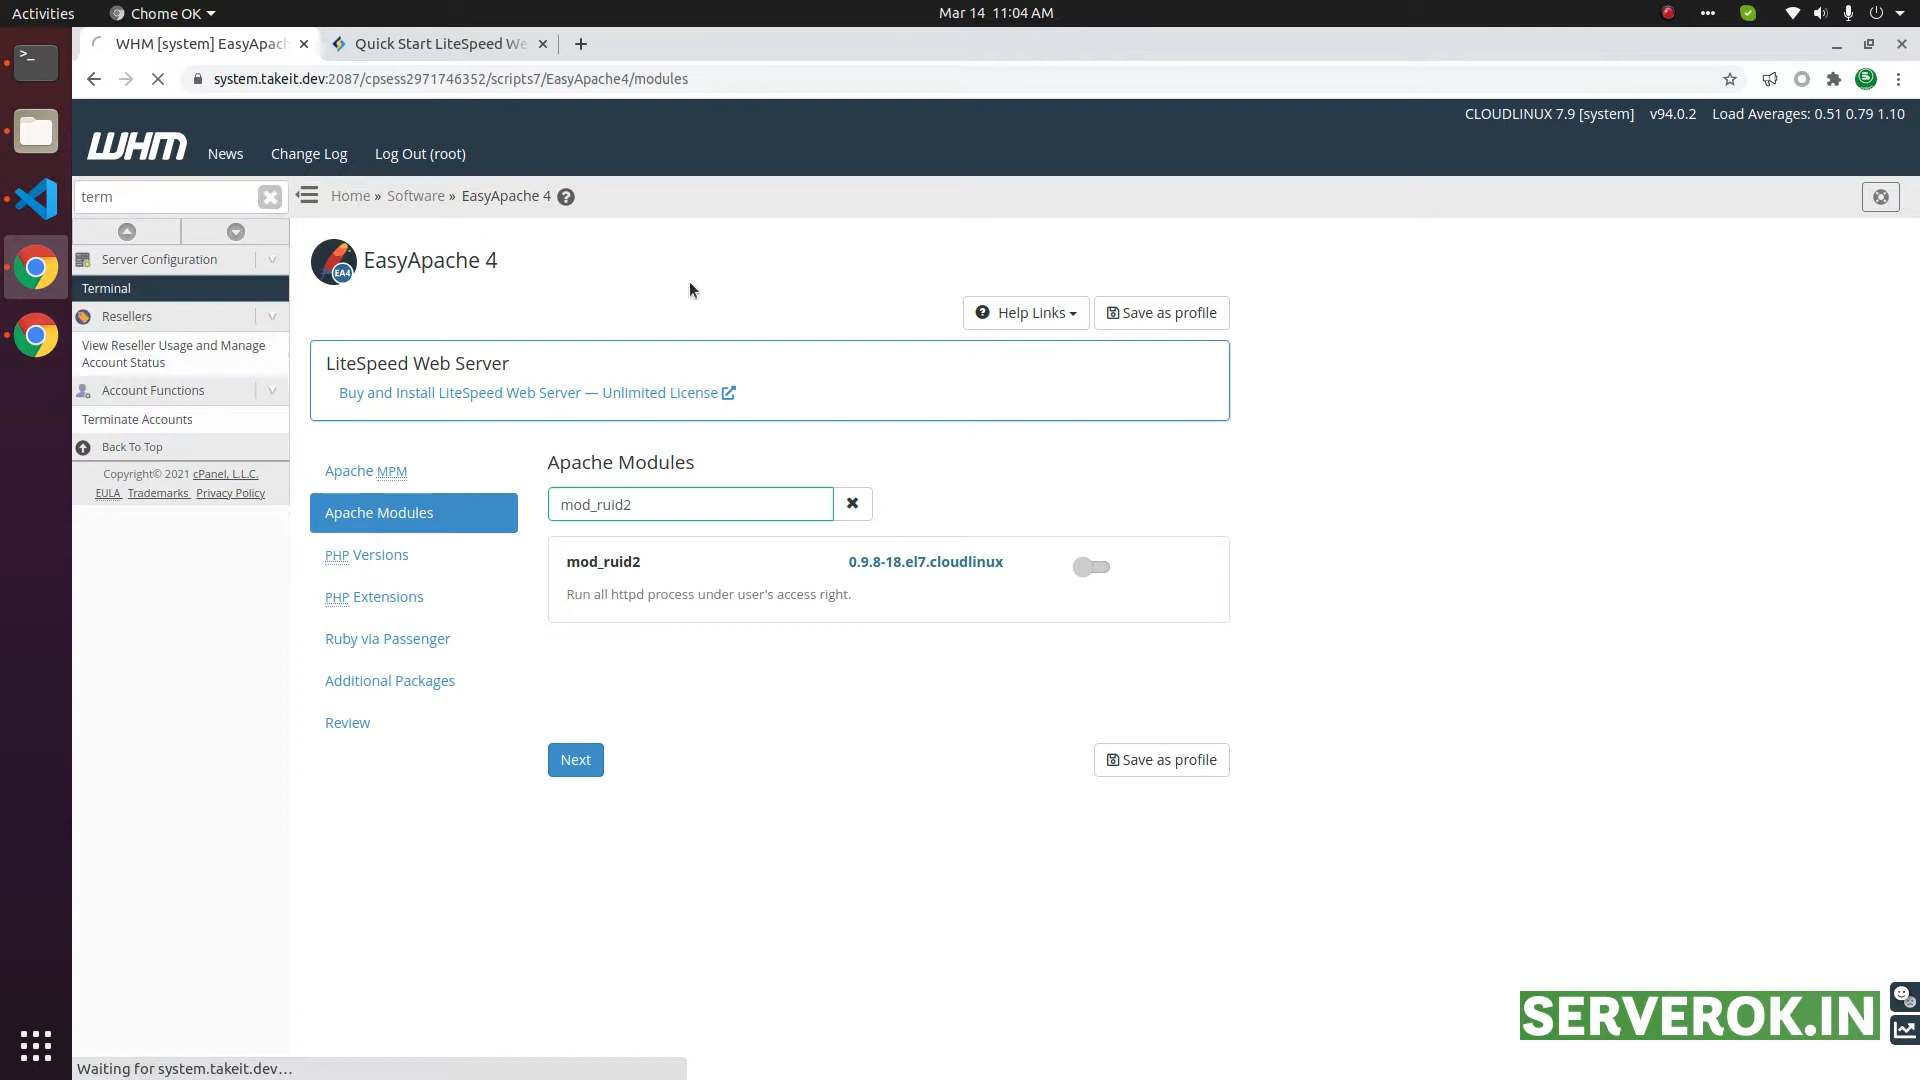 Activities
Chome OK
Mar 14 11:04 AM
WHM [system] EasyApach
Quick Start LiteSpeed We
system.takeit.dev:2087/cpsess2971746352/scripts7/EasyApache4/modules
CLOUDLINUX 7.9 [system] v94.0.2 Load Averages: 0.51 0.79 1.10
WHM
News
Change Log
Log Out (root)
term
Home » Software » EasyApache 4
Server Configuration
Terminal
Resellers
View Reseller Usage and Manage
Account Status
Account Functions
Terminate Accounts
Back To Top
Copyright© 2021 cPanel, L.L.C.
EULA Trademarks Privacy Policy
EA4
EasyApache 4
Help Links
Save as profile
LiteSpeed Web Server
Buy and Install LiteSpeed Web Server — Unlimited License
Apache MPM
Apache Modules
PHP Versions
PHP Extensions
Ruby via Passenger
Additional Packages
Review
Apache Modules
mod_ruid2
mod_ruid2
0.9.8-18.el7.cloudlinux
Run all httpd process under user's access right.
Next
Save as profile
SERVEROK.IN
Waiting for system.takeit.dev…